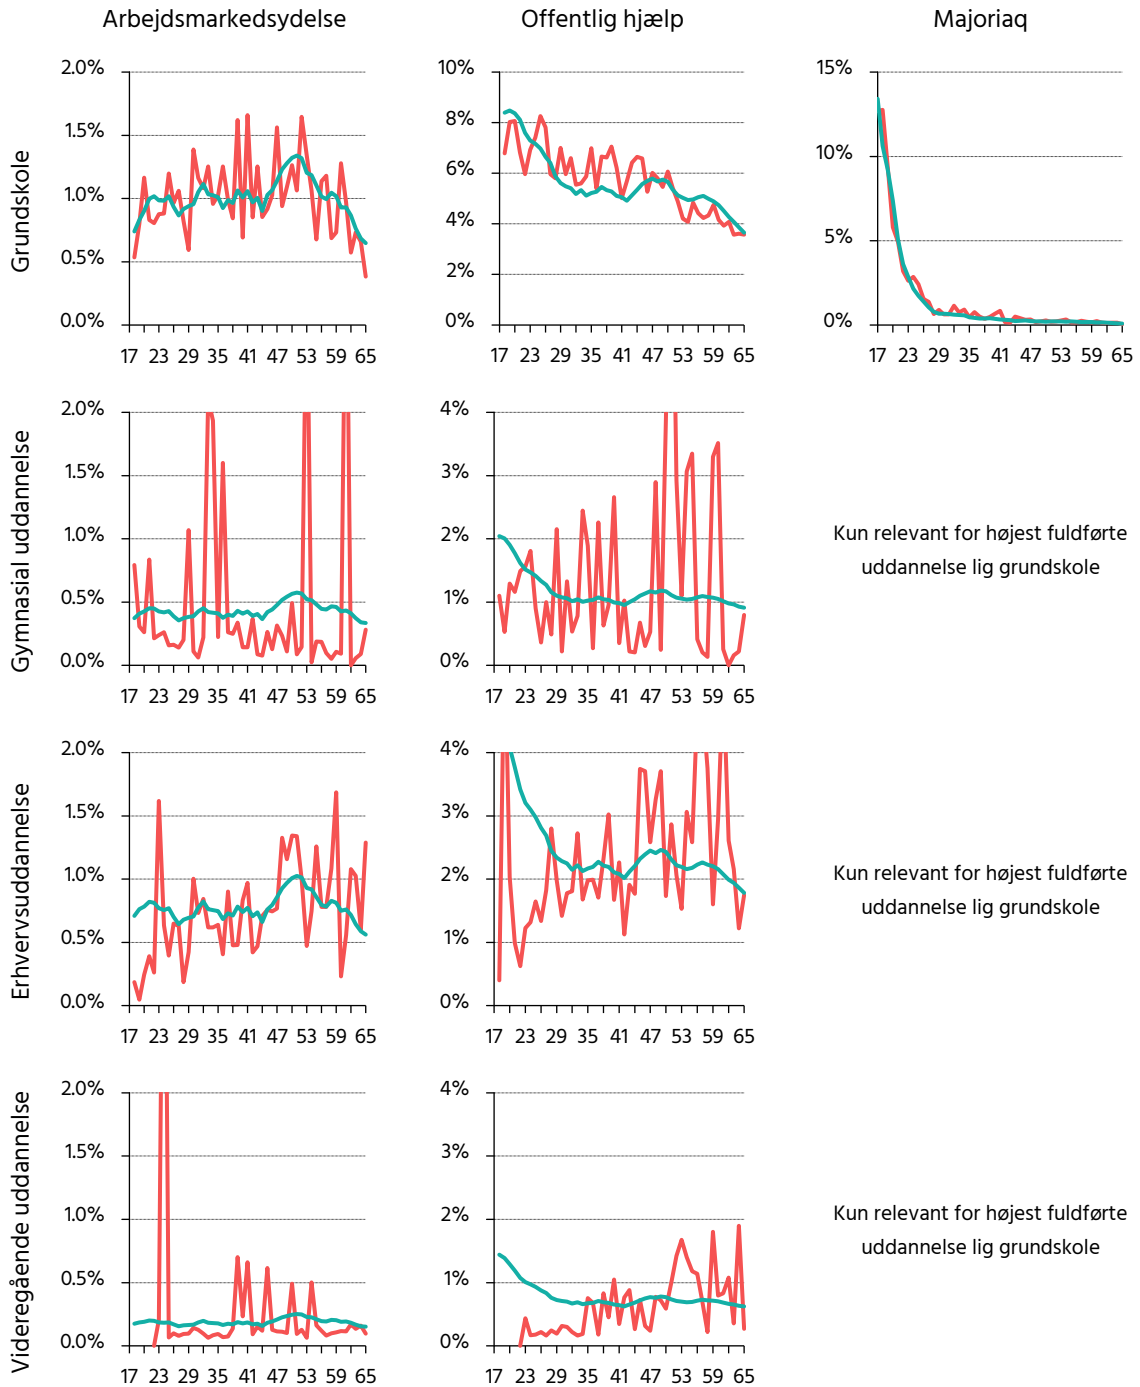 Arbejdsmarkedsydelse
Offentlig hjælp
Majoriaq
Grundskole
2.0%
1.5%
1.0%
0.5%
0.0%
17 23 29 35 41 47 53 59 65
10%
8%
6%
4%
2%
0%
17 23 29 35 41 47 53 59 65
15%
10%
5%
0%
17 23 29 35 41 47 53 59 65
Gymnasial uddannelse
2.0%
1.5%
1.0%
0.5%
0.0%
17 23 29 35 41 47 53 59 65
4%
3%
2%
1%
0%
17 23 29 35 41 47 53 59 65
Kun relevant for højest fuldførte
uddannelse lig grundskole
Erhvervsuddannelse
2.0%
1.5%
1.0%
0.5%
0.0%
17 23 29 35 41 47 53 59 65
4%
3%
2%
1%
0%
17 23 29 35 41 47 53 59 65
Kun relevant for højest fuldførte
uddannelse lig grundskole
Videregående uddannelse
2.0%
1.5%
1.0%
0.5%
0.0%
17 23 29 35 41 47 53 59 65
4%
3%
2%
1%
0%
17 23 29 35 41 47 53 59 65
Kun relevant for højest fuldførte
uddannelse lig grundskole